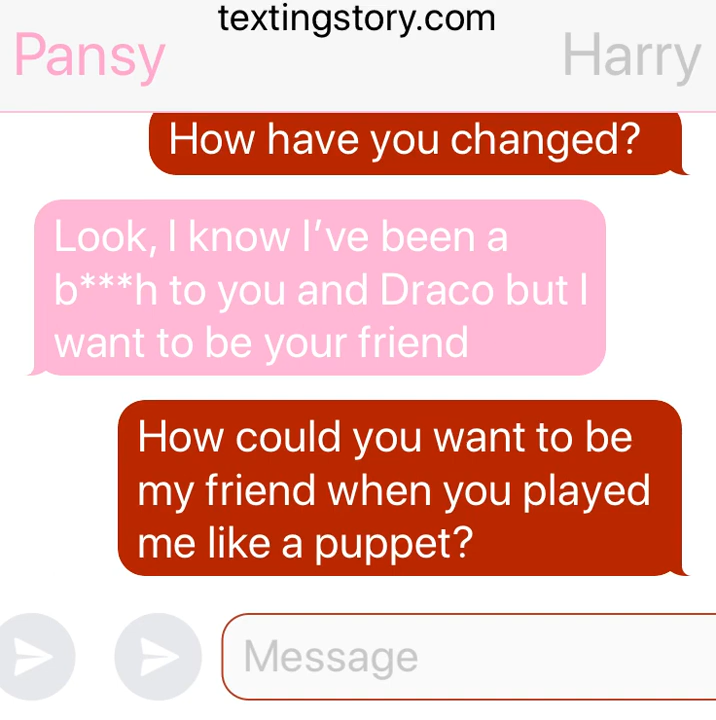 textingstory.com
Pansy
Harry
How have you changed?
Look, I know I’ve been a
b***h to you and Draco but I
want to be your friend
How could you want to be
my friend when you played
me like a puppet?
Message